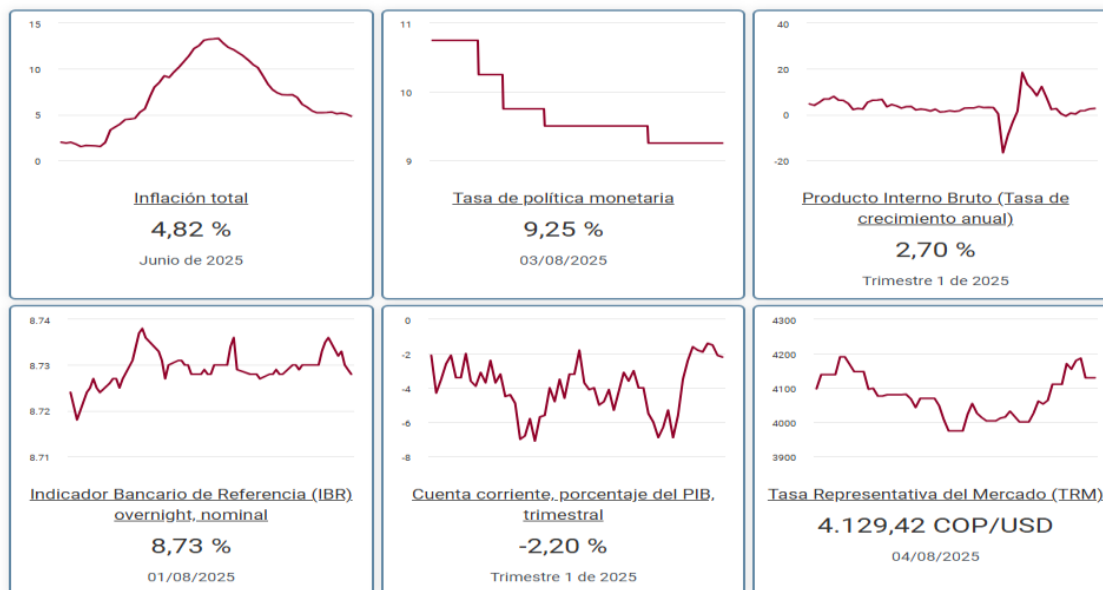 15
10
5
0
Inflación total
4,82 %
Junio de 2025
11
10
9
Tasa de política monetaria
9,25 %
03/08/2025
40
20
0
-20
Producto Interno Bruto (Tasa de
crecimiento anual)
2,70 %
Trimestre 1 de 2025
8.74
8.73
8.72
8.71
Indicador Bancario de Referencia (IBR)
overnight, nominal
8,73 %
01/08/2025
0
-2
-4
-6
-8
Cuenta corriente, porcentaje del PIB,
trimestral
-2,20 %
Trimestre 1 de 2025
4300
4200
4100
4000
3900
Tasa Representativa del Mercado (TRM)
4.129,42 COP/USD
04/08/2025